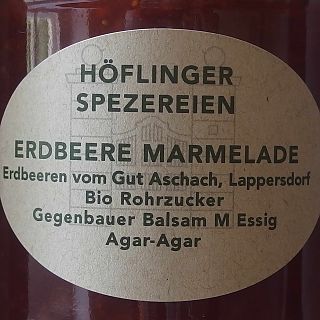 HÖFLINGER
SPEZEREIEN
ERDBEERE MARMELADE
Erdbeeren vom Gut Aschach, Lappersdorf
Bio Rohrzucker
Gegenbauer Balsam M Essig
Agar-Agar